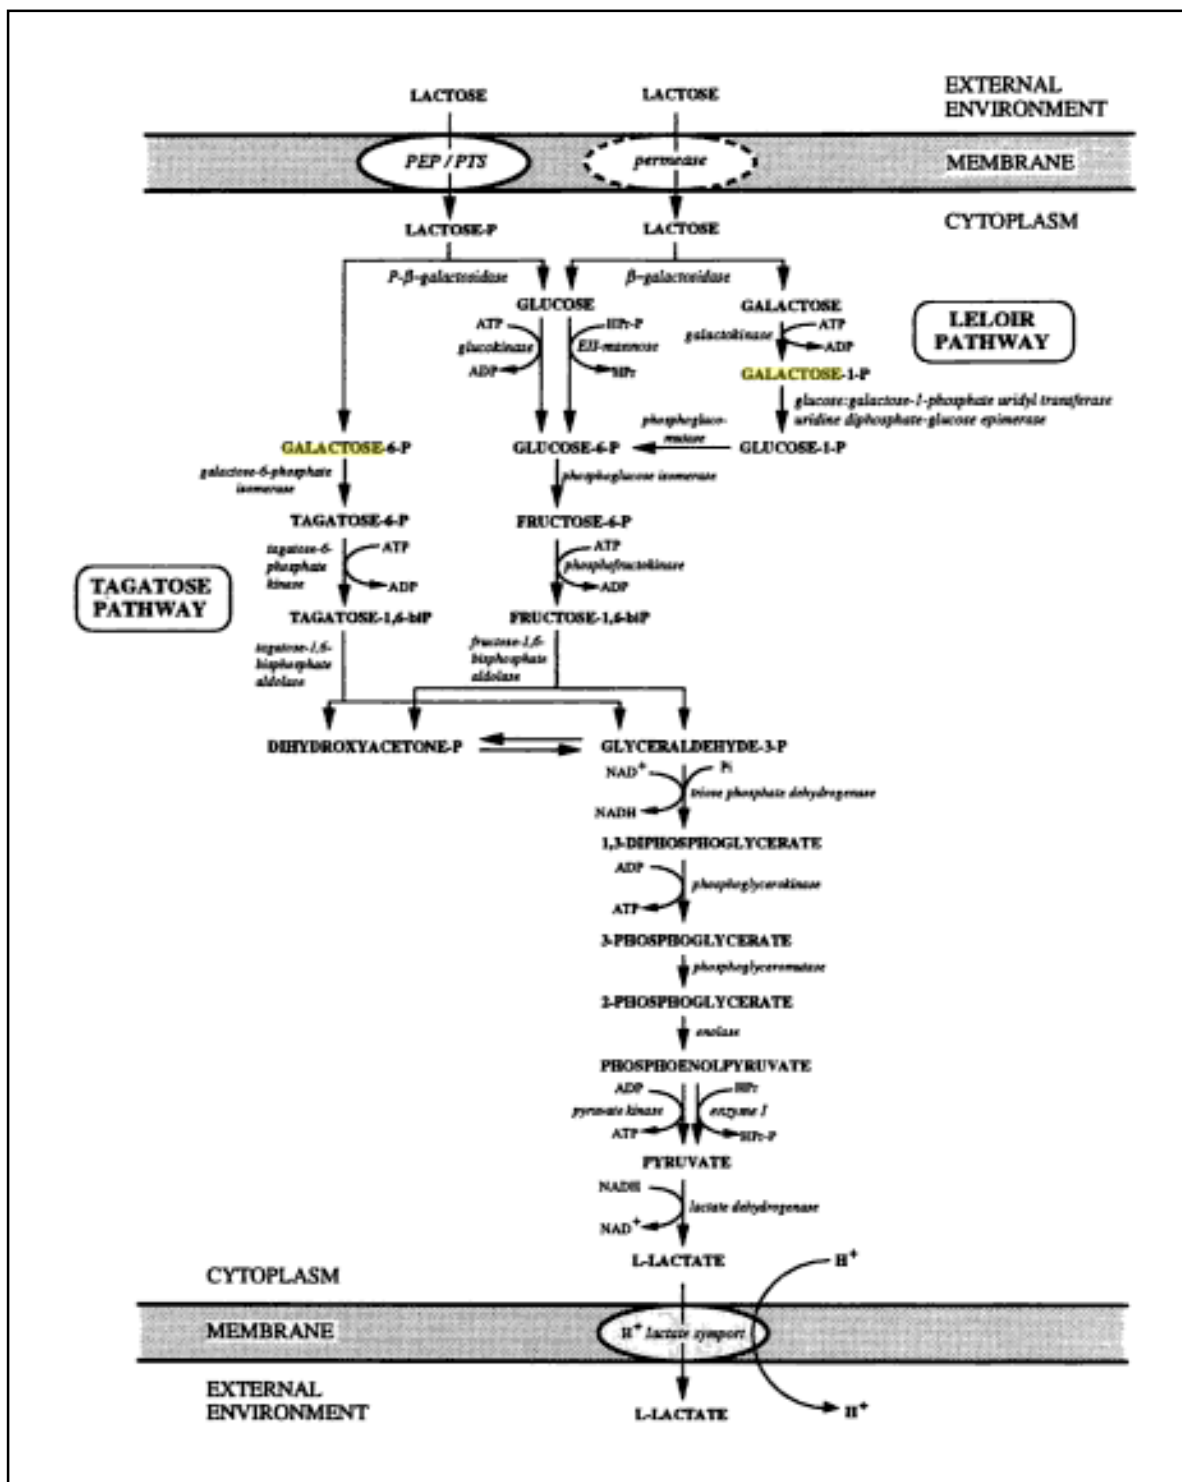 LACTOSE LACTOSE EXTERNAL
ENVIRONMENT
PEP / PTS permease MEMBRANE
LACTOSE-P LACTOSE CYTOPLASM
P-β-galactosidase β-galactosidase
GLUCOSE GALACTOSE
ATP HPr-P galactokinase ATP
glucokinase EII-mannose ADP
ADP HPr
LELOIR
PATHWAY
GALACTOSE-1-P
glucose:galactose-1-phosphate uridyl transferase
uridine diphosphate-glucose epimerase
phosphogluco-
mutase
GALACTOSE-6-P GLUCOSE-6-P GLUCOSE-1-P
galactose-6-phosphate
isomerase
phosphoglucose isomerase
TAGATOSE-6-P FRUCTOSE-6-P
tagatose-6-
phosphate
kinase
ATP
ADP
ATP
phosphofructokinase
ADP
TAGATOSE
PATHWAY
TAGATOSE-1,6-biP FRUCTOSE-1,6-biP
tagatose-1,6-
bisphosphate
aldolase
fructose-1,6-
bisphosphate
aldolase
DIHYDROXYACETONE-P GLYCERALDEHYDE-3-P
NAD+ Pi
triose phosphate dehydrogenase
NADH
1,3-DIPHOSPHOGLYCERATE
ADP
phosphoglycerokinase
ATP
3-PHOSPHOGLYCERATE
phosphoglyceromutase
2-PHOSPHOGLYCERATE
enolase
PHOSPHOENOLPYRUVATE
ADP HPr
pyruvate kinase enzyme I
ATP HPr-P
PYRUVATE
NADH
lactate dehydrogenase
NAD+
L-LACTATE H+
CYTOPLASM
MEMBRANE H+ lactate symport
EXTERNAL
ENVIRONMENT
L-LACTATE H+